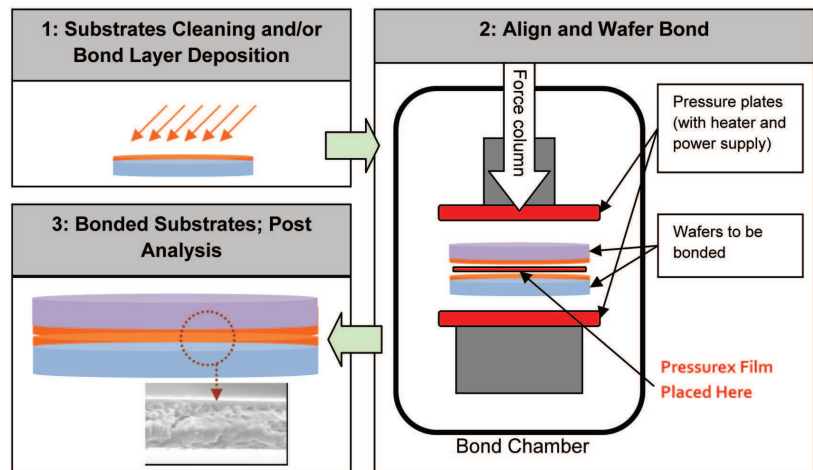 1: Substrates Cleaning and/or
Bond Layer Deposition
2: Align and Wafer Bond
Force column
Pressure plates
(with heater and
power supply)
Wafers to be
bonded
Pressurex Film
Placed Here
Bond Chamber
3: Bonded Substrates; Post
Analysis